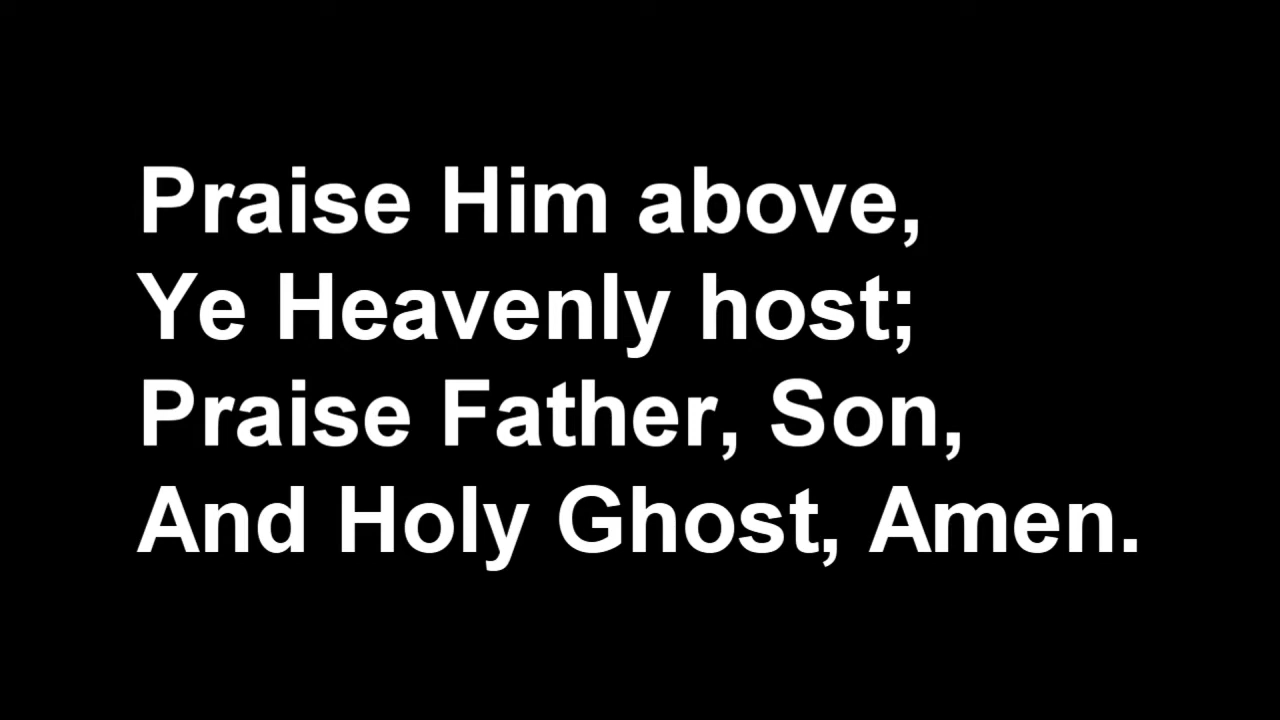 Praise Him above,
Ye Heavenly host;
Praise Father, Son,
And Holy Ghost, Amen.